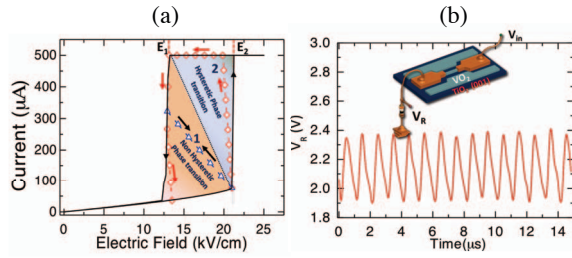 (a)
E1 E2
500
400
300
200
100
0
Current (μA)
Hysteretic Phase
transition
2
1
Non Hysteretic
Phase transition
0 5 10 15 20 25
Electric Field (kV/cm)
(b)
3.0
2.8
2.6
2.4
2.2
2.0
1.8
VR (V)
Vin
VO2
TiO2 [001]
VR
0 2 4 6 8 10 12 14
Time(μs)